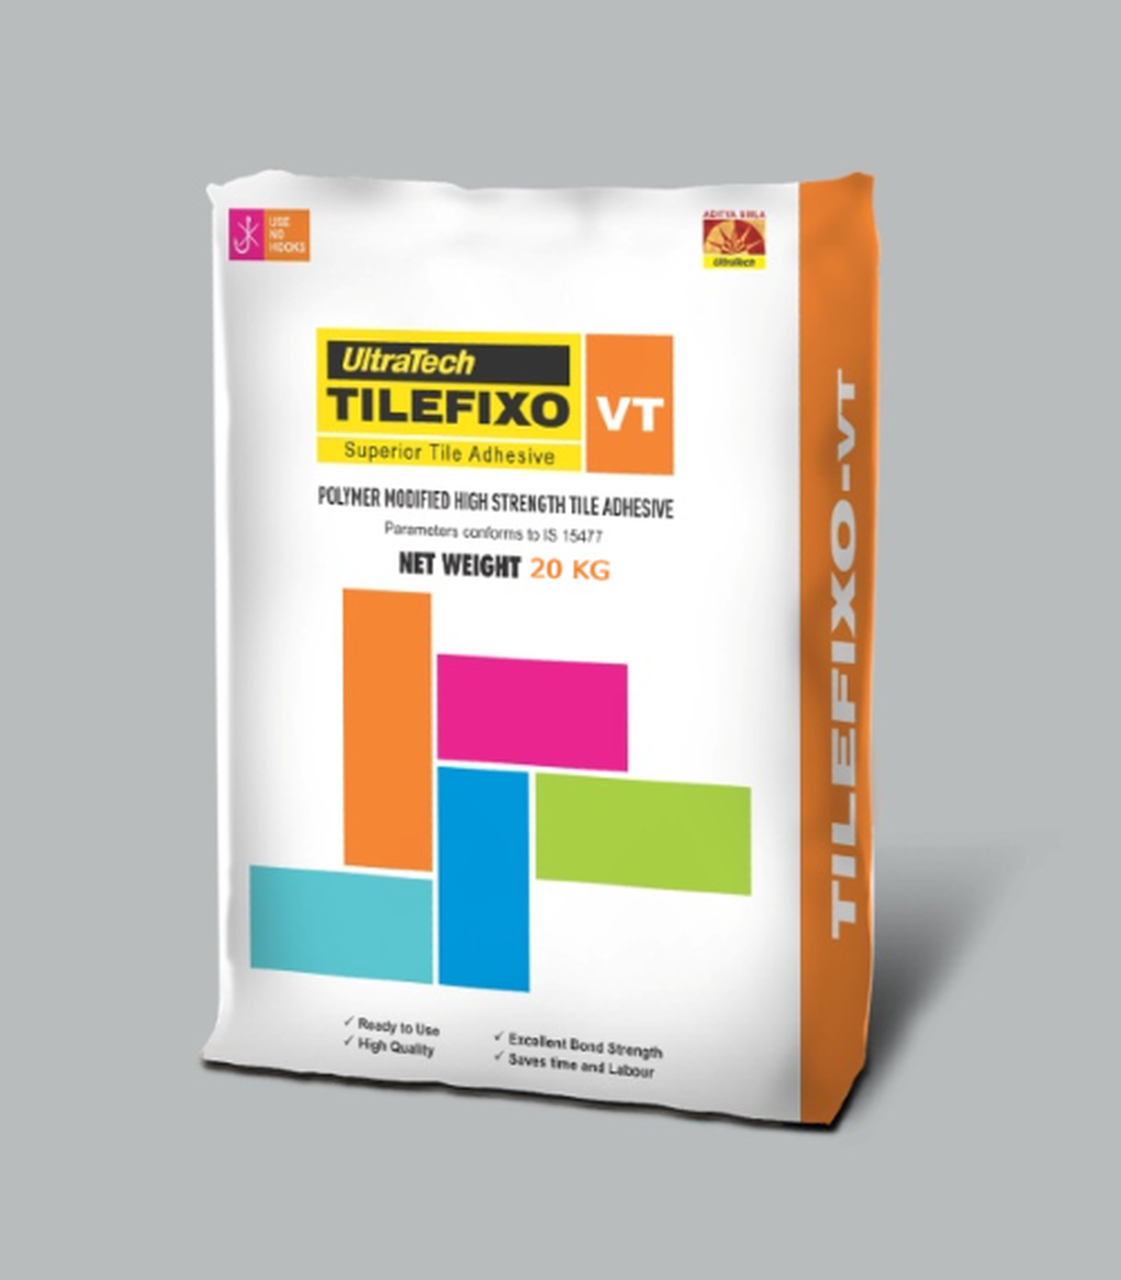 USE
NO
HOOKS
ADITYA BIRLA
UltraTech
UltraTech
TILEFIXO
VT
Superior Tile Adhesive
POLYMER MODIFIED HIGH STRENGTH TILE ADHESIVE
Parameters conforms to IS 15477
NET WEIGHT 20 KG
✓ Ready to Use
✓ High Quality
✓ Excellent Bond Strength
✓ Saves time and Labour
TILEFIXO-VT